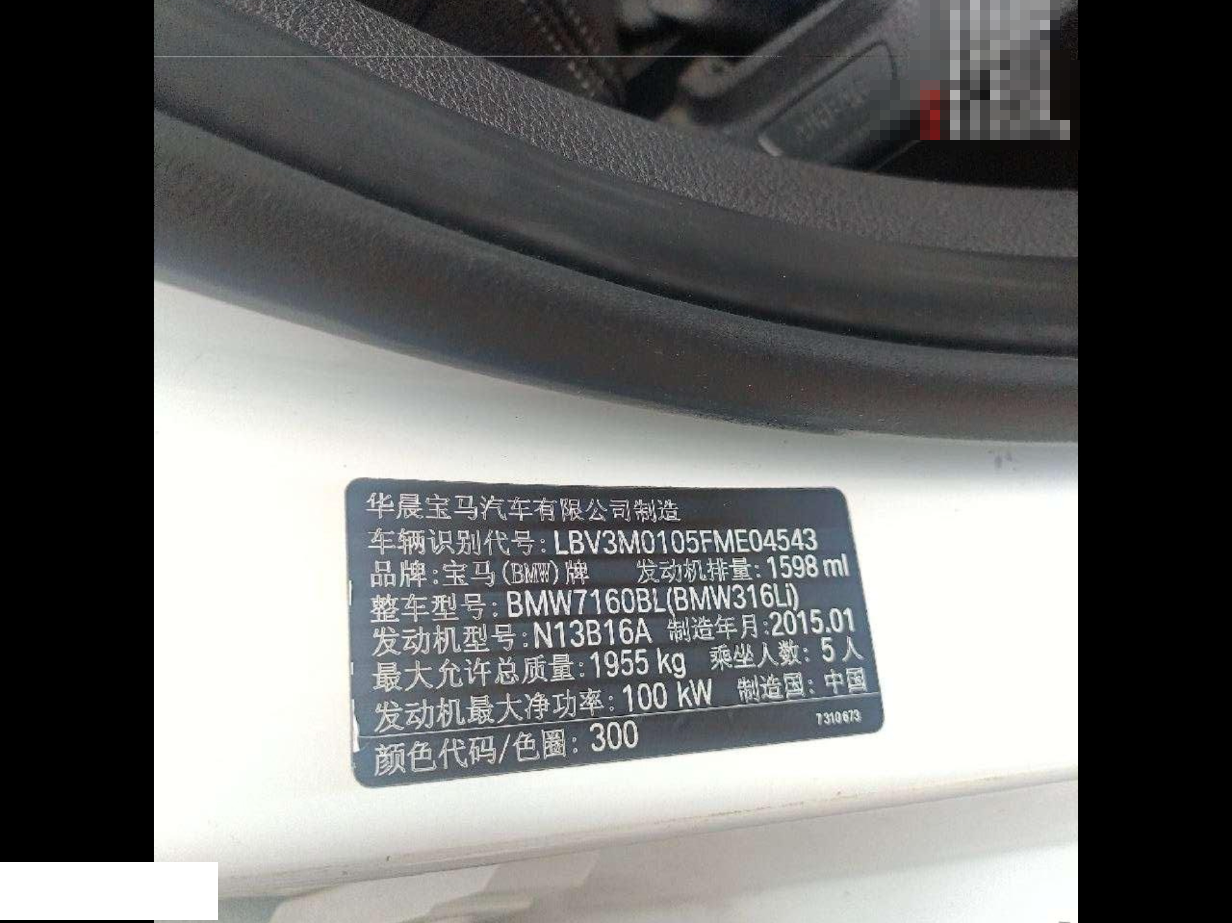 华晨宝马汽车有限公司制造
车辆识别代号:LBV3M0105FME04543
品牌:宝马(BMW)牌 发动机排量:1598 ml
整车型号:BMW7160BL(BMW316Li)
发动机型号:N13B16A 制造年月:2015.01
最大允许总质量:1955 kg 乘坐人数:5人
发动机最大净功率:100 kW 制造国:中国
颜色代码/色圈:300 7310673